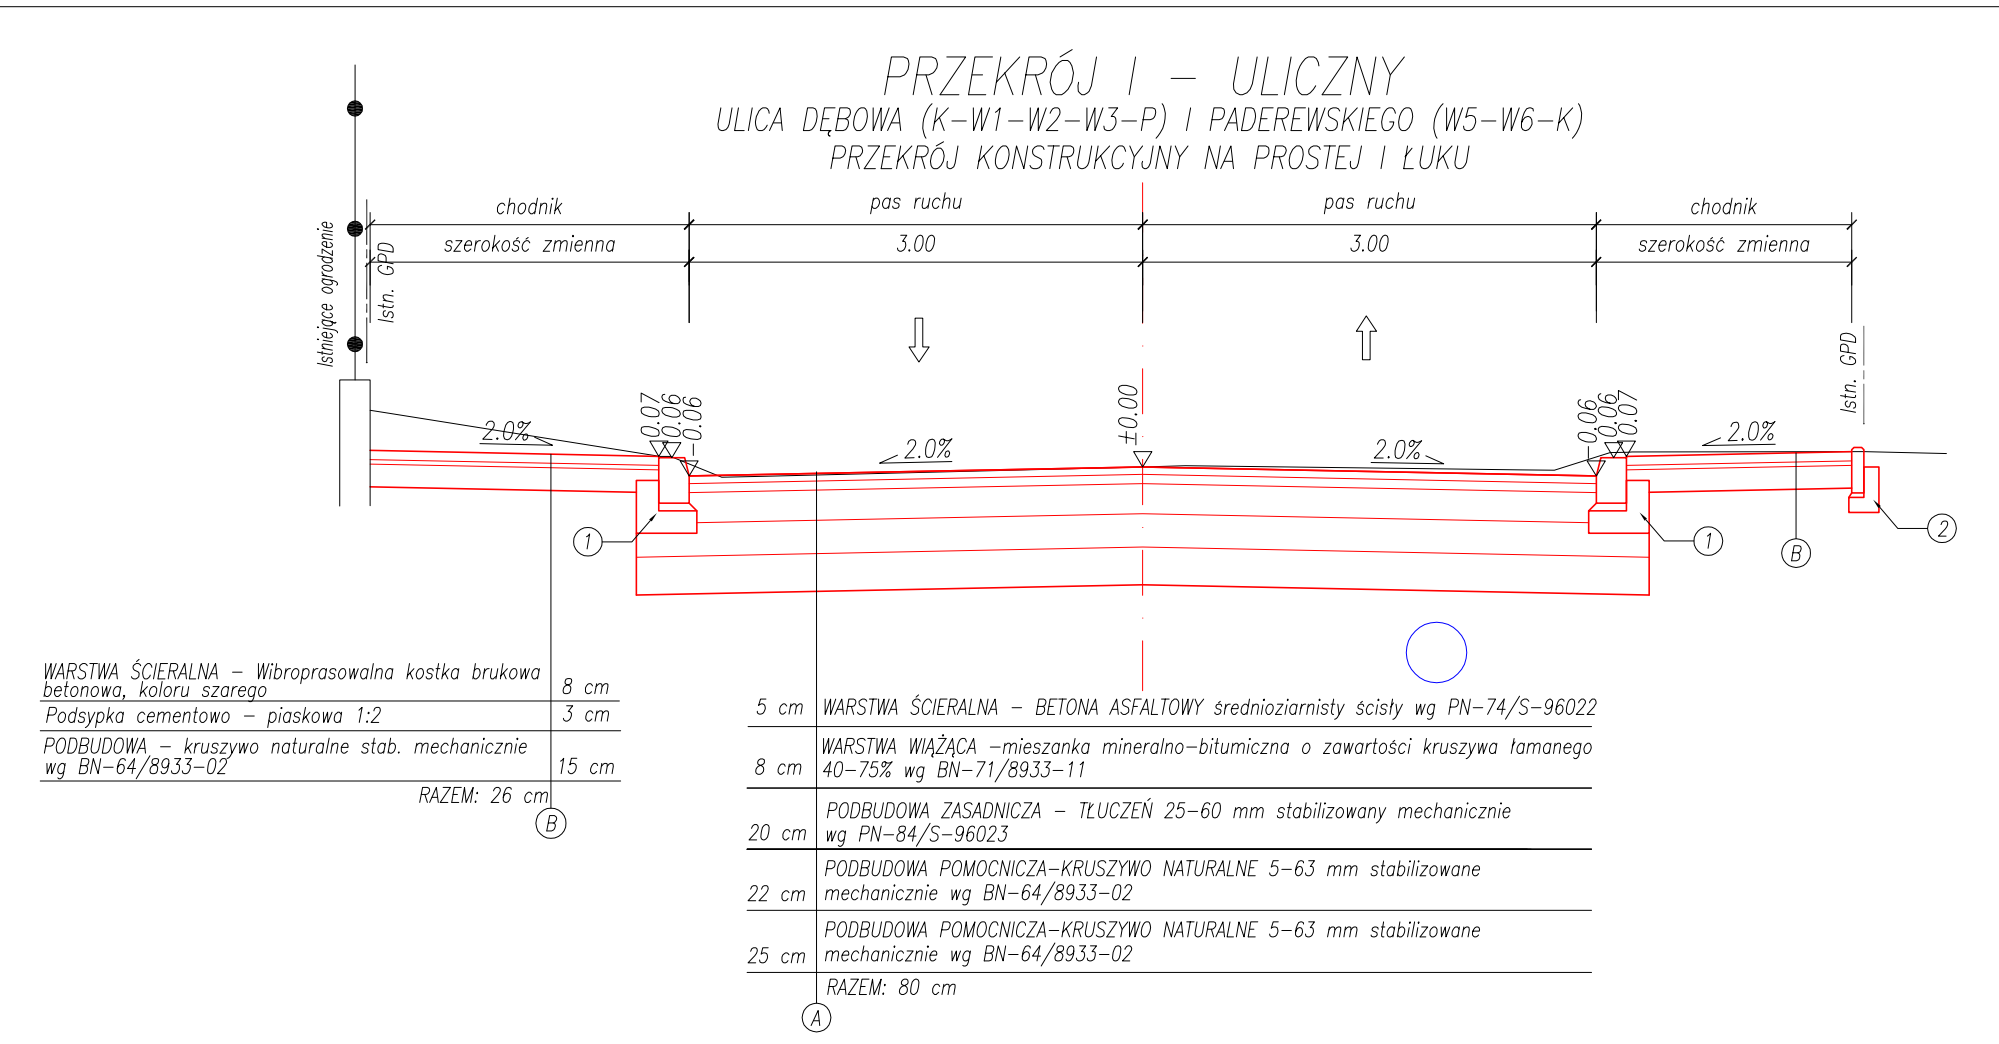 PRZEKRÓJ I – ULICZNY
ULICA DĘBOWA (K–W1–W2–W3–P) I PADEREWSKIEGO (W5–W6–K)
PRZEKRÓJ KONSTRUKCYJNY NA PROSTEJ I ŁUKU
chodnik
pas ruchu
pas ruchu
chodnik
szerokość zmienna
3.00
3.00
szerokość zmienna
Istniejące ogrodzenie
Istn. GPD
Istn. GPD
2.0%
0.07
0.06
–0.06
2.0%
±0.00
2.0%
–0.06
0.06
0.07
2.0%
1
1
B
2
WARSTWA ŚCIERALNA – Wibroprasowalna kostka brukowa
betonowa, koloru szarego
8 cm
Podsypka cementowo – piaskowa 1:2
3 cm
PODBUDOWA – kruszywo naturalne stab. mechanicznie
wg BN–64/8933–02
15 cm
RAZEM: 26 cm
B
5 cm
WARSTWA ŚCIERALNA – BETONA ASFALTOWY średnioziarnisty ścisły wg PN–74/S–96022
WARSTWA WIĄŻĄCA –mieszanka mineralno–bitumiczna o zawartości kruszywa łamanego
8 cm
40–75% wg BN–71/8933–11
PODBUDOWA ZASADNICZA – TŁUCZEŃ 25–60 mm stabilizowany mechanicznie
20 cm
wg PN–84/S–96023
PODBUDOWA POMOCNICZA–KRUSZYWO NATURALNE 5–63 mm stabilizowane
22 cm
mechanicznie wg BN–64/8933–02
PODBUDOWA POMOCNICZA–KRUSZYWO NATURALNE 5–63 mm stabilizowane
25 cm
mechanicznie wg BN–64/8933–02
RAZEM: 80 cm
A